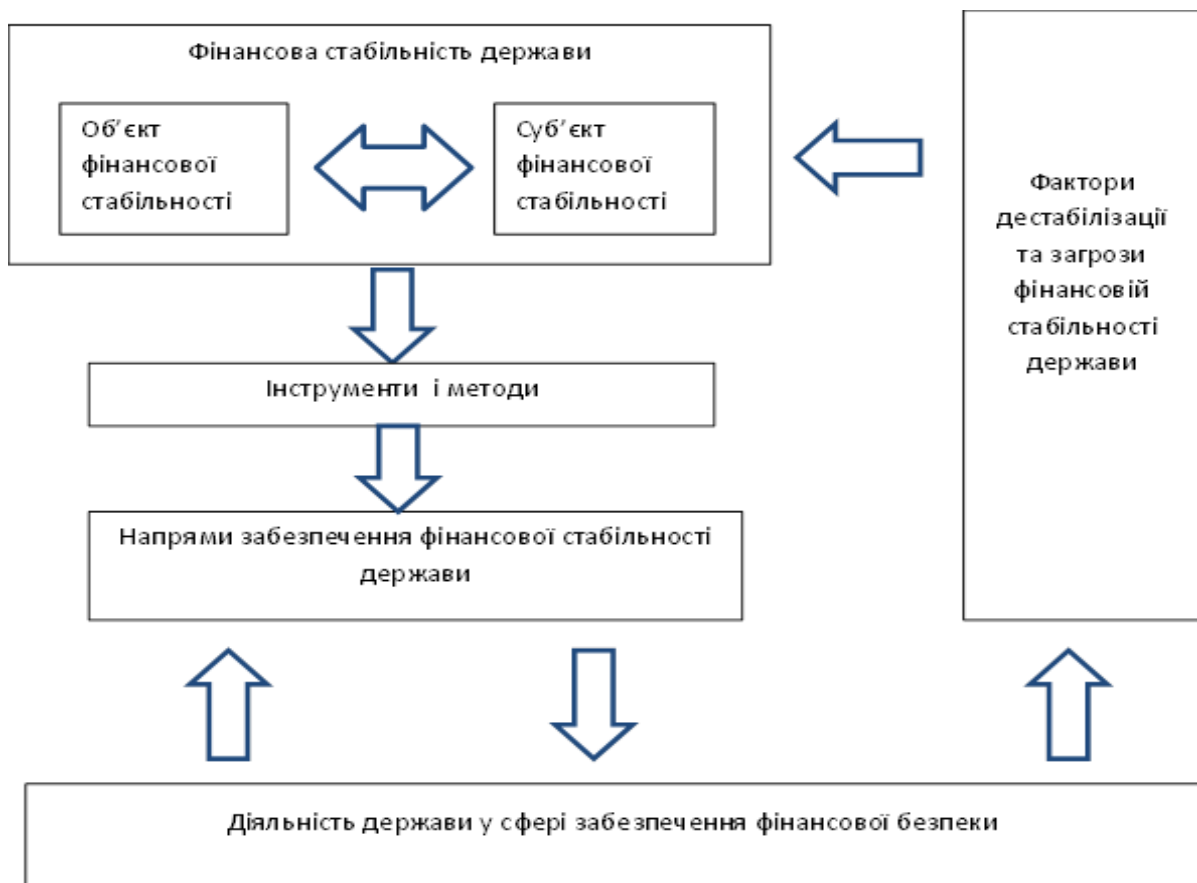 Фінансова стабільність держави
Об’єкт
фінансової
стабільності
Суб’єкт
фінансової
стабільності
Фактори
дестабілізації
та загрози
фінансовій
стабільності
держави
Інструменти і методи
Напрями забезпечення фінансової стабільності
держави
Діяльність держави у сфері забезпечення фінансової безпеки